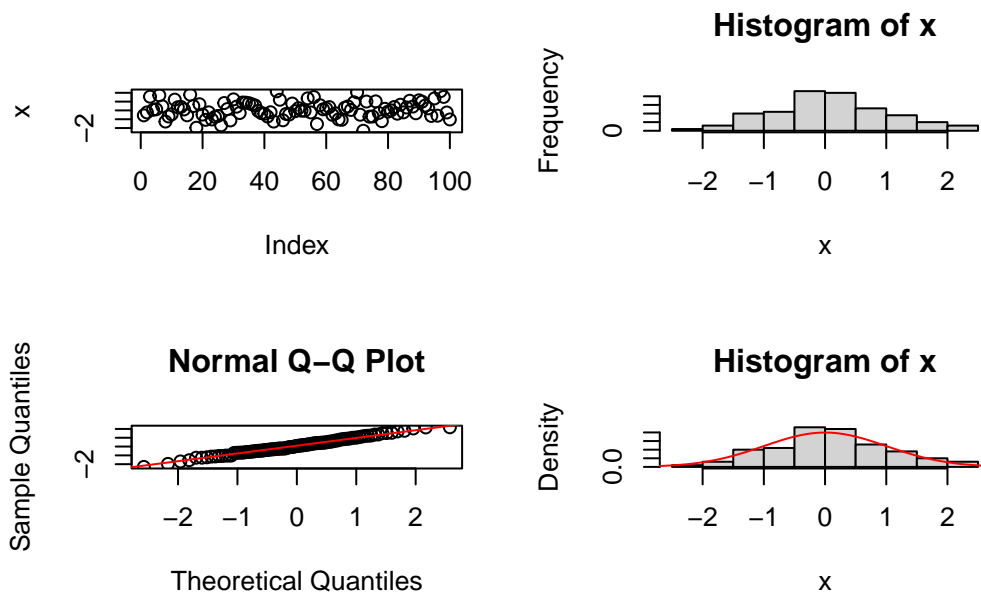 x
−2
0 20 40 60 80 100
Index
Histogram of x
Frequency
0
−2 −1 0 1 2
x
Normal Q−Q Plot
Sample Quantiles
−2
−2 −1 0 1 2
Theoretical Quantiles
Histogram of x
Density
0.0
−2 −1 0 1 2
x